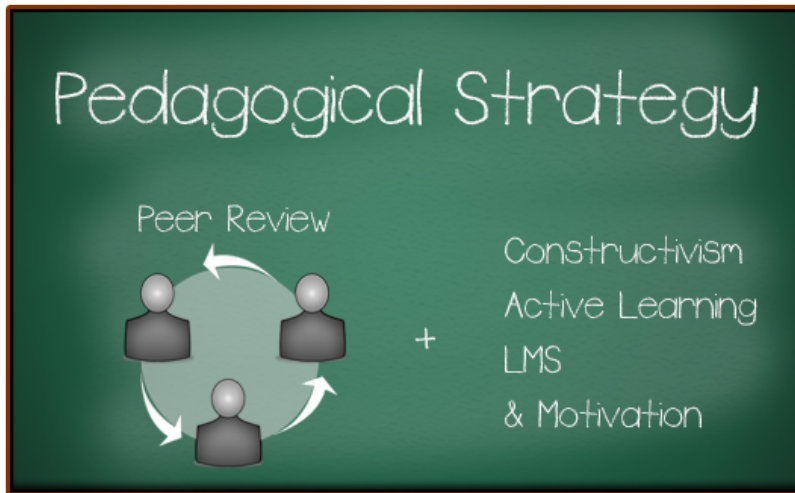 Pedagogical Strategy
Peer Review
+
Constructivism
Active Learning
LMS
& Motivation